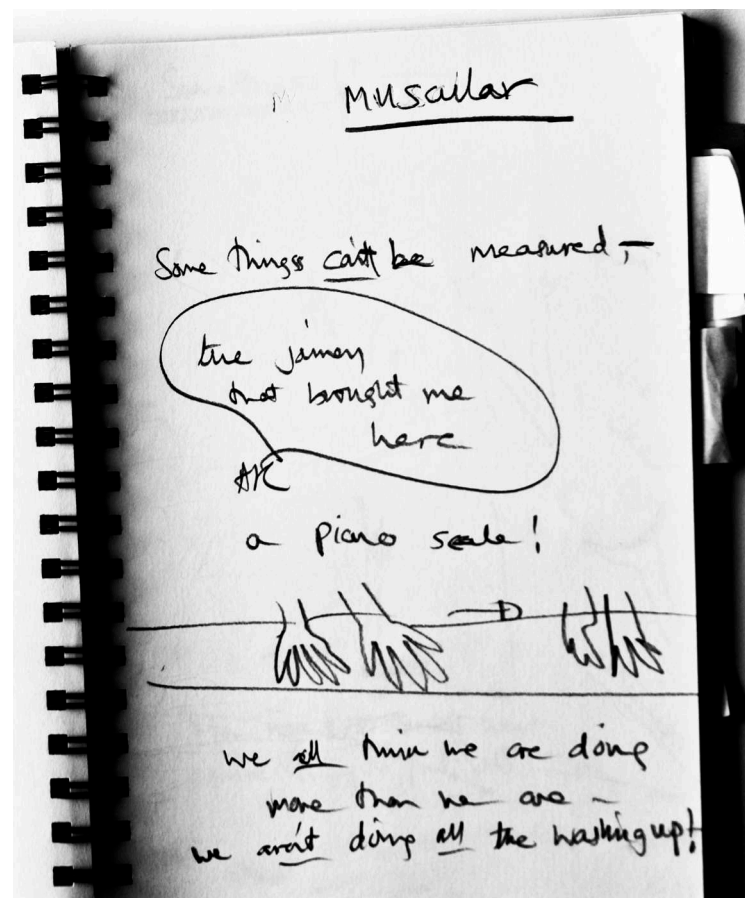 Muscular
Some things can't be measured, –
the journey
that brought me
here
a piano scale!
we all think we are doing
more than we are –
we aren't doing all the washing up!